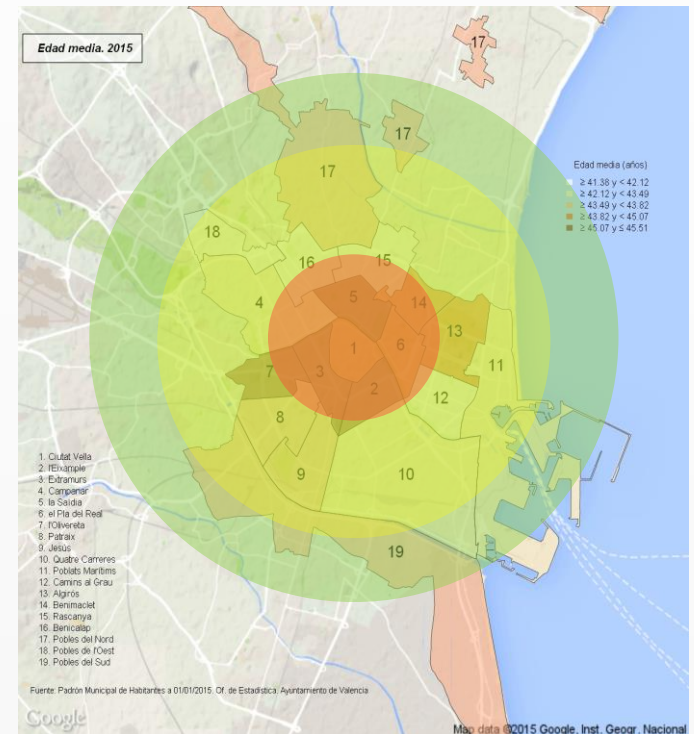 Edad media. 2015
17
17
17
Edad media (años)
≥ 41.38 y < 42.12
≥ 42.12 y < 43.49
≥ 43.49 y < 43.82
≥ 43.82 y < 45.07
≥ 45.07 y ≤ 45.51
18
16
15
4
5
14
13
6
1
11
7
3
2
12
8
9
10
19
1. Ciutat Vella
2. l'Eixample
3. Extramurs
4. Campanar
5. la Saïdia
6. el Pla del Real
7. l'Olivereta
8. Patraix
9. Jesús
10. Quatre Carreres
11. Poblats Marítims
12. Camins al Grau
13. Algirós
14. Benimaclet
15. Rascanya
16. Benicalap
17. Pobles del Nord
18. Pobles de l'Oest
19. Pobles del Sud
Fuente: Padrón Municipal de Habitantes a 01/01/2015. Of. de Estadística. Ayuntamiento de Valencia
Google
Map data ©2015 Google, Inst. Geogr. Nacional